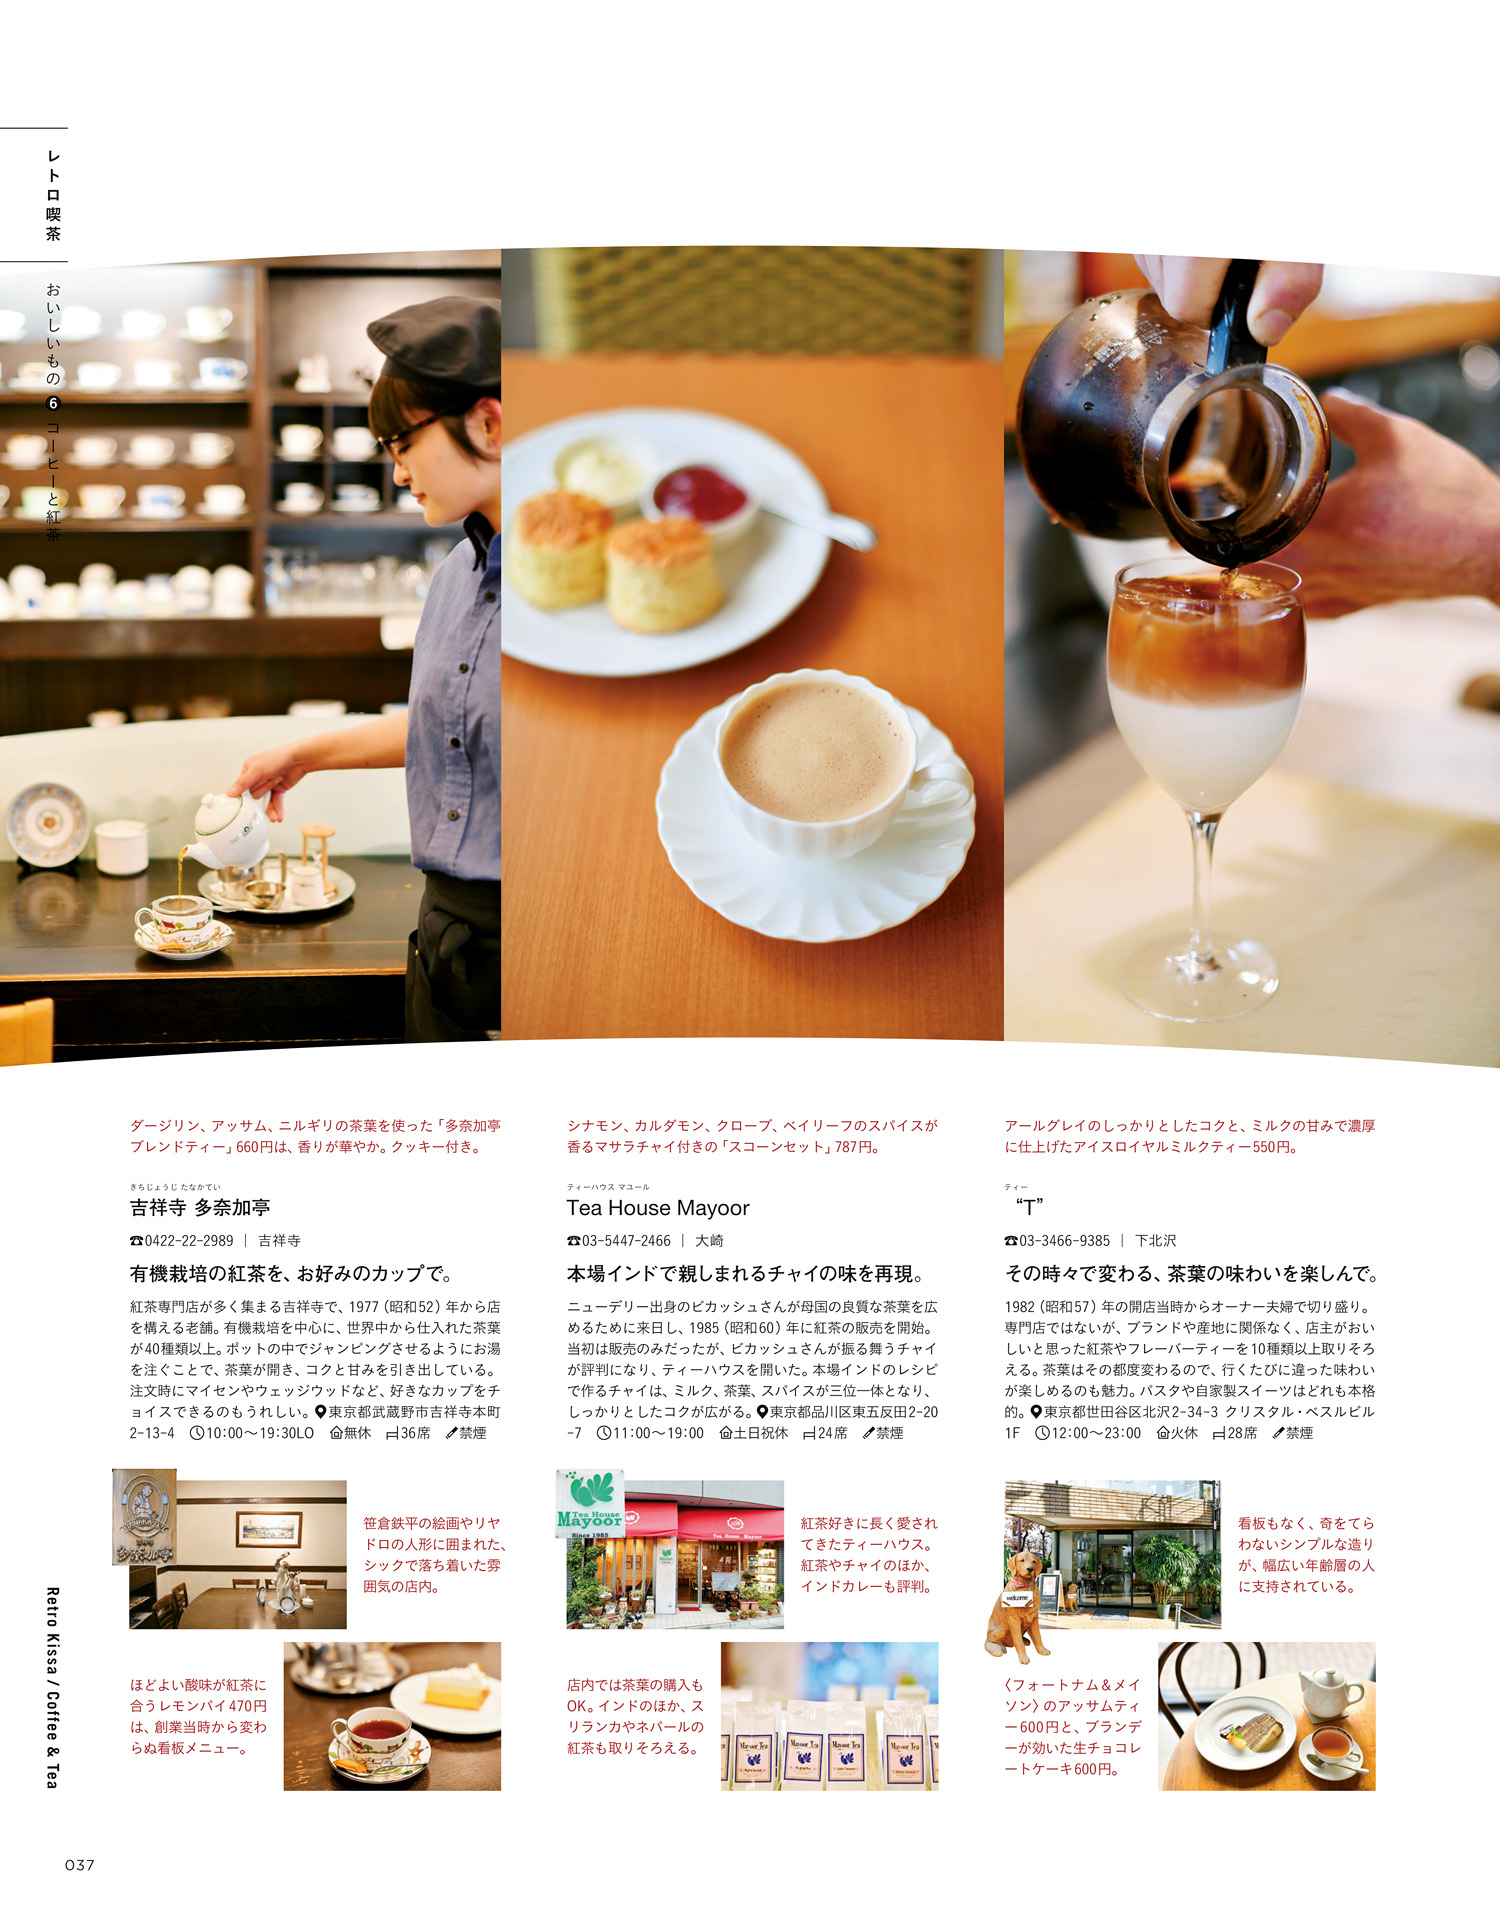 レトロ喫茶
おいしいもの 6 コーヒーと紅茶
ダージリン、アッサム、ニルギリの茶葉を使った「多奈加亭
ブレンドティー」660円は、香りが華やか。クッキー付き。
きちじょうじ たなかてい
吉祥寺 多奈加亭
☎0422-22-2989 | 吉祥寺
有機栽培の紅茶を、お好みのカップで。
紅茶専門店が多く集まる吉祥寺で、1977（昭和52）年から店
を構える老舗。有機栽培を中心に、世界中から仕入れた茶葉
が40種類以上。ポットの中でジャンピングさせるようにお湯
を注ぐことで、茶葉が開き、コクと甘みを引き出している。
注文時にマイセンやウェッジウッドなど、好きなカップをチ
ョイスできるのもうれしい。東京都武蔵野市吉祥寺本町
2-13-4 10:00〜19:30LO 無休 36席 禁煙
笹倉鉄平の絵画やリヤ
ドロの人形に囲まれた、
シックで落ち着いた雰
囲気の店内。
多奈加亭
ほどよい酸味が紅茶に
合うレモンパイ470円
は、創業当時から変わ
らぬ看板メニュー。
シナモン、カルダモン、クローブ、ベイリーフのスパイスが
香るマサラチャイ付きの「スコーンセット」787円。
ティーハウス マユール
Tea House Mayoor
☎03-5447-2466 | 大崎
本場インドで親しまれるチャイの味を再現。
ニューデリー出身のビカッシュさんが母国の良質な茶葉を広
めるために来日し、1985（昭和60）年に紅茶の販売を開始。
当初は販売のみだったが、ビカッシュさんが振る舞うチャイ
が評判になり、ティーハウスを開いた。本場インドのレシピ
で作るチャイは、ミルク、茶葉、スパイスが三位一体となり、
しっかりとしたコクが広がる。東京都品川区東五反田2-20
-7 11:00〜19:00 土日祝休 24席 禁煙
Tea House
Mayoor
Since 1985
Tea House Mayoor
紅茶好きに長く愛され
てきたティーハウス。
紅茶やチャイのほか、
インドカレーも評判。
店内では茶葉の購入も
OK。インドのほか、ス
リランカやネパールの
紅茶も取りそろえる。
Mayoor Tea
Apricot
Mayoor Tea
Apple
Mayoor Tea
Mayoor Tea
アールグレイのしっかりとしたコクと、ミルクの甘みで濃厚
に仕上げたアイスロイヤルミルクティー550円。
ティー
“T”
☎03-3466-9385 | 下北沢
その時々で変わる、茶葉の味わいを楽しんで。
1982（昭和57）年の開店当時からオーナー夫婦で切り盛り。
専門店ではないが、ブランドや産地に関係なく、店主がおい
しいと思った紅茶やフレーバーティーを10種類以上取りそろ
える。茶葉はその都度変わるので、行くたびに違った味わい
が楽しめるのも魅力。パスタや自家製スイーツはどれも本格
的。東京都世田谷区北沢2-34-3 クリスタル・ベスルビル
1F 12:00〜23:00 火休 28席 禁煙
welcome
看板もなく、奇をてら
わないシンプルな造り
が、幅広い年齢層の人
に支持されている。
〈フォートナム＆メイ
ソン〉のアッサムティ
ー600円と、ブランデ
ーが効いた生チョコレ
ートケーキ600円。
Retro Kissa / Coffee & Tea
037